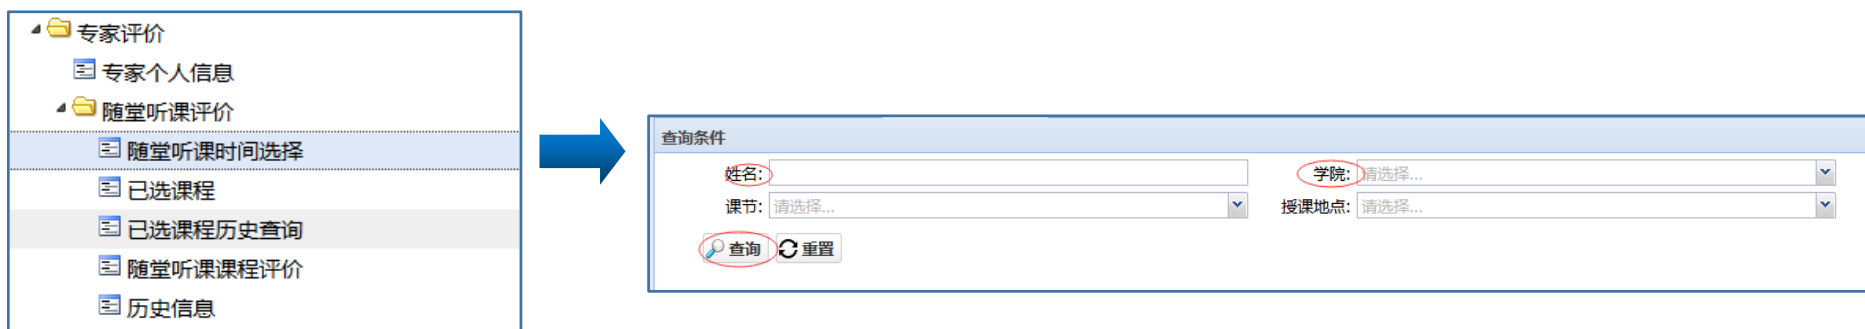 专家评价
专家个人信息
随堂听课评价
随堂听课时间选择
已选课程
已选课程历史查询
随堂听课课程评价
历史信息
查询条件
姓名: 学院: 请选择...
课节: 请选择... 授课地点: 请选择...
查询 重置